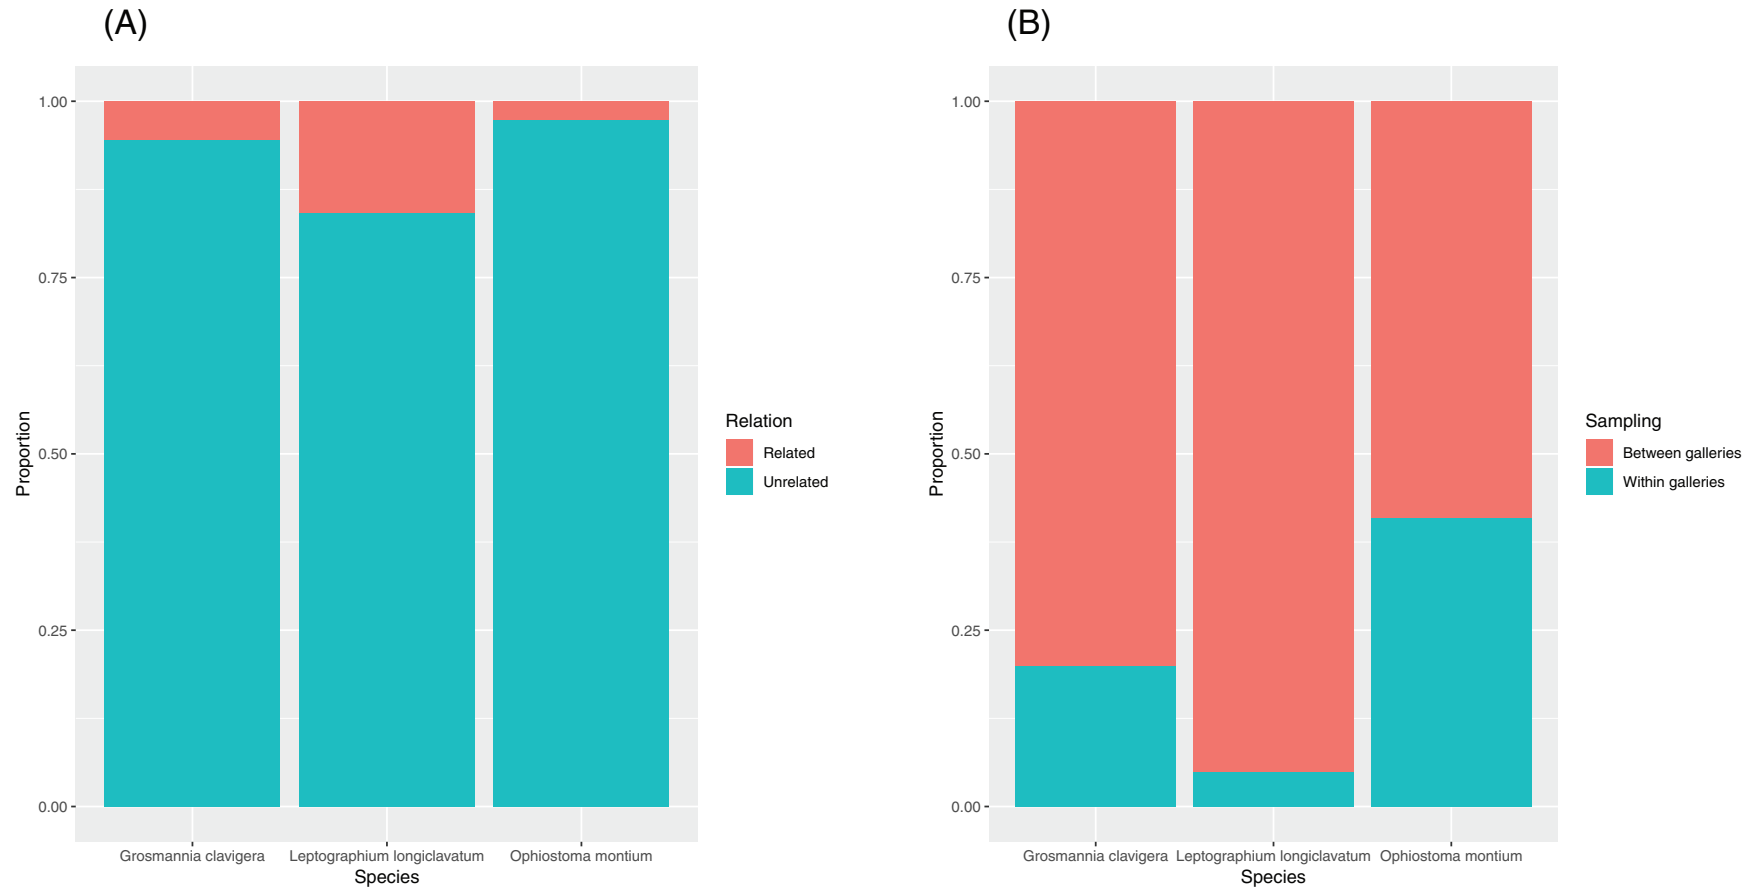 (A)
1.00
0.75
0.50
0.25
0.00
Proportion
Grosmannia clavigera
Leptographium longiclavatum
Ophiostoma montium
Species
Relation
Related
Unrelated
(B)
1.00
0.75
0.50
0.25
0.00
Proportion
Grosmannia clavigera
Leptographium longiclavatum
Ophiostoma montium
Species
Sampling
Between galleries
Within galleries